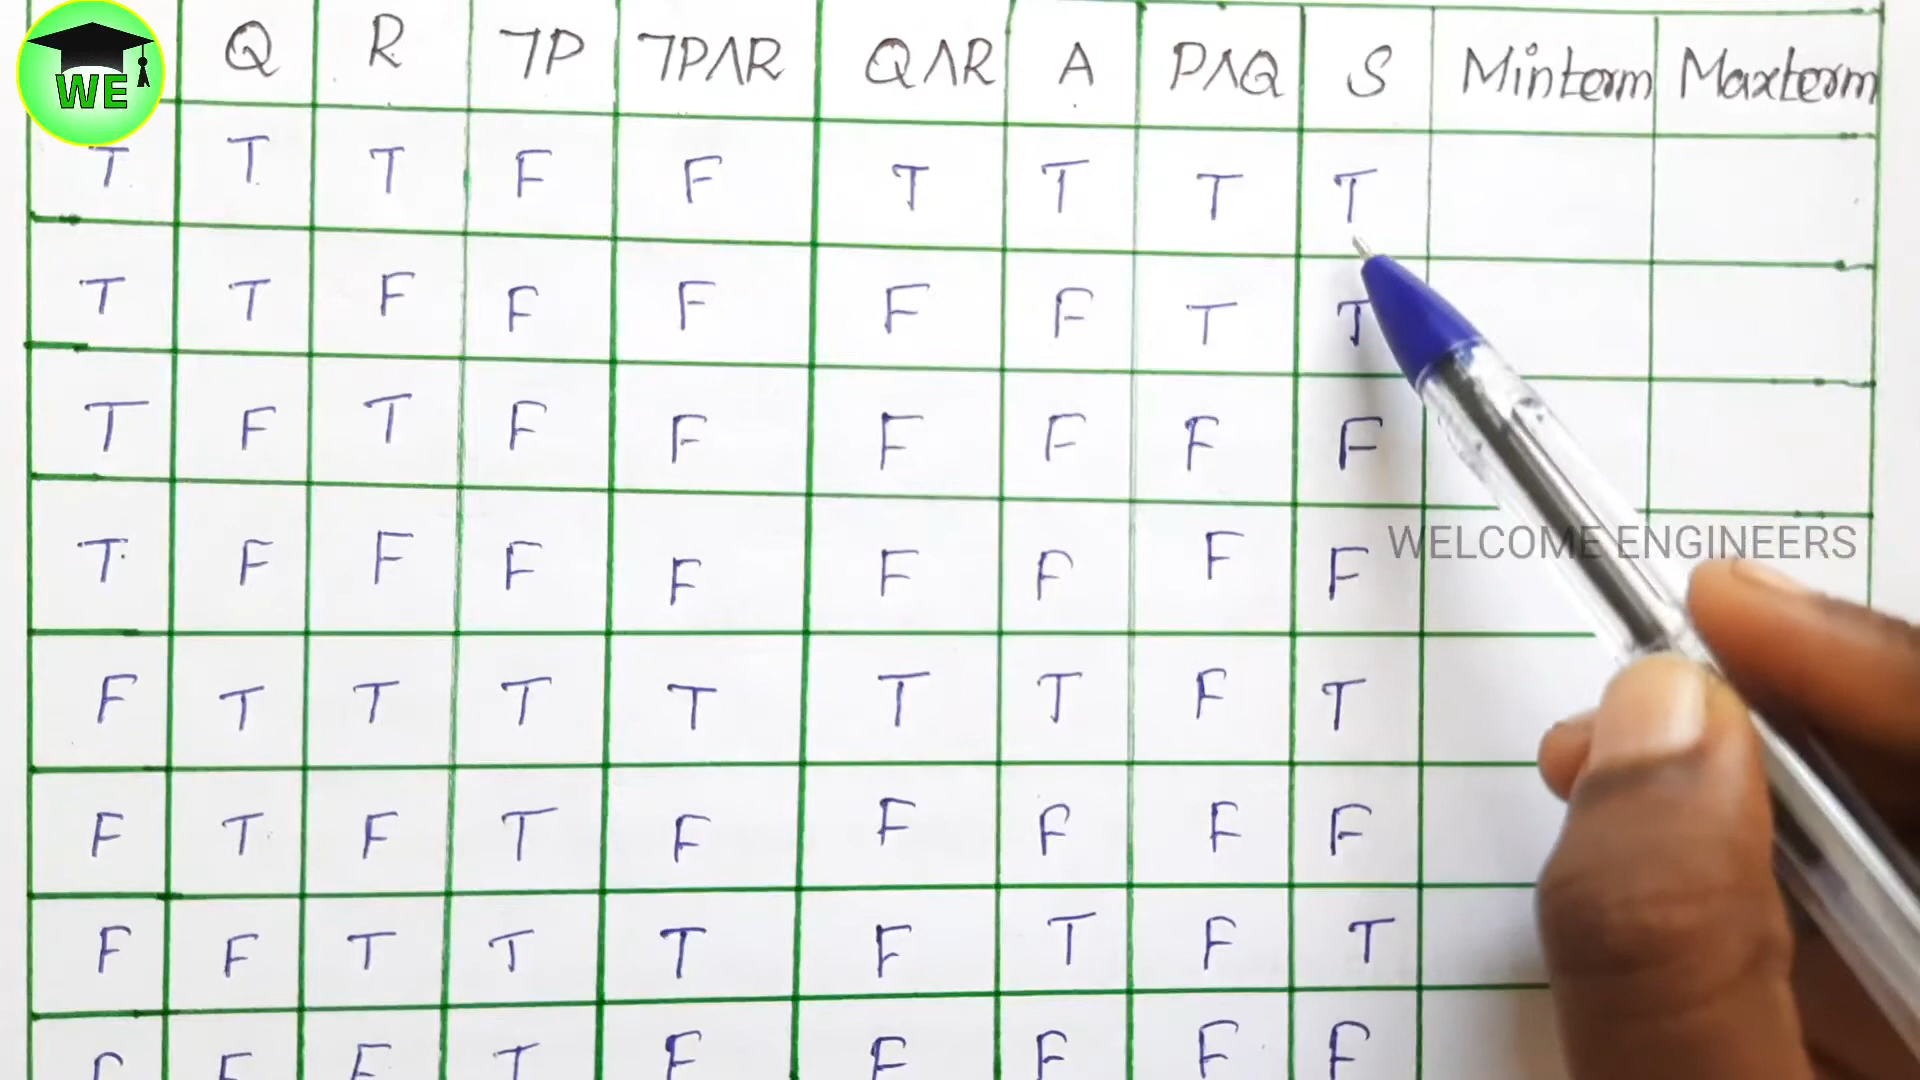 WE
Q R ¬P ¬P∧R Q∧R A P∧Q S Minterm Maxterm
T T T F F T T T T
T T F F F F F T T
T F T F F F F F F
T F F F F F F F F
F T T T T T T F T
F T F T F F F F F
F F T T T F T F T
F F F T F F F F F
WELCOME ENGINEERS